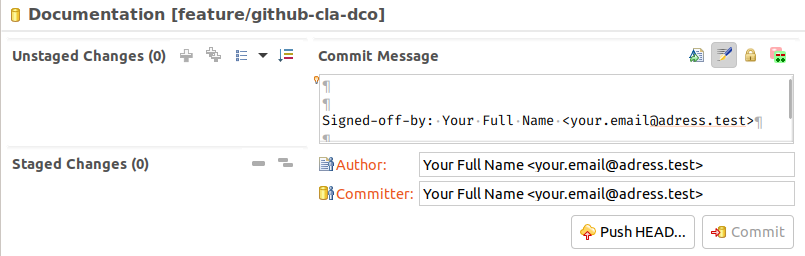 Documentation [feature/github-cla-dco]
Unstaged Changes (0)
Commit Message
¶
¶
Signed-off-by:·Your·Full·Name·<your.email@adress.test>¶
¶
Staged Changes (0)
Author: Your Full Name <your.email@adress.test>
Committer: Your Full Name <your.email@adress.test>
Push HEAD... Commit